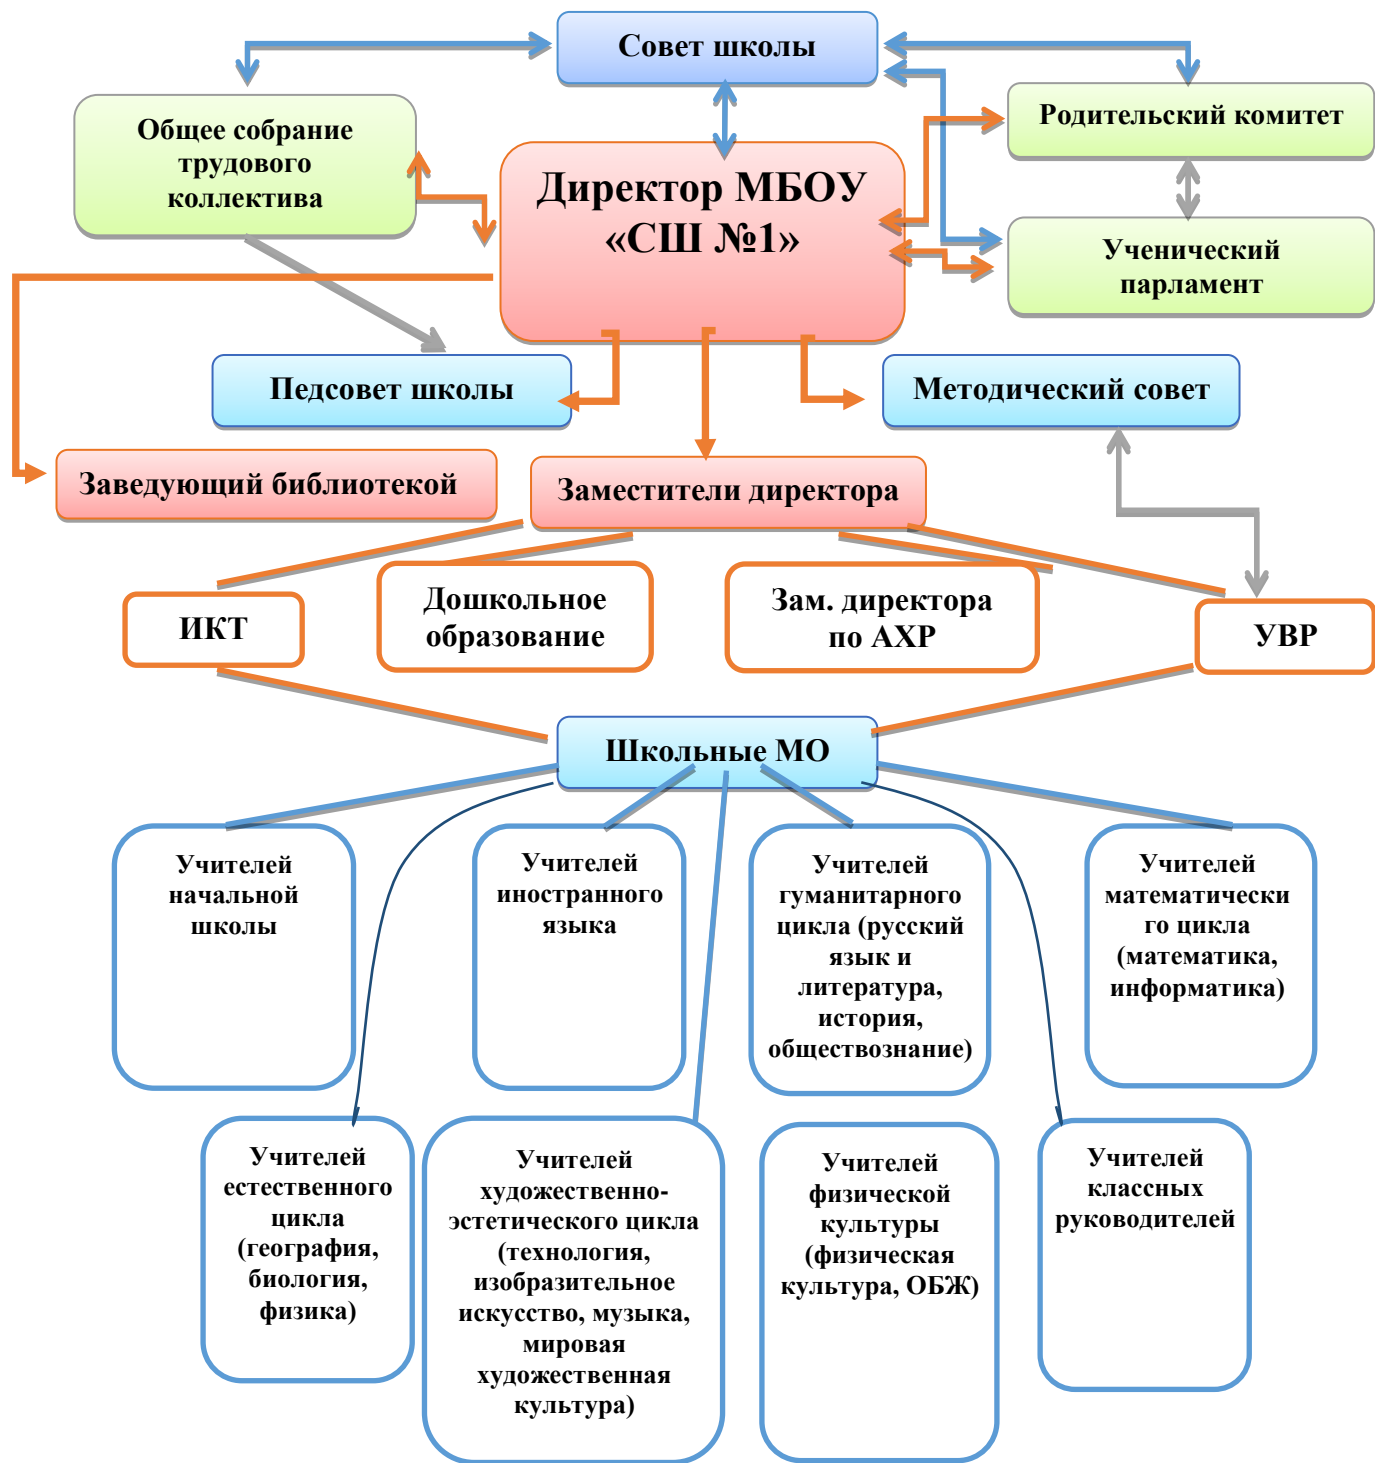 Совет школы
Общее собрание
трудового
коллектива
Родительский комитет
Директор МБОУ
«СШ №1»
Ученический
парламент
Педсовет школы
Методический совет
Заведующий библиотекой
Заместители директора
ИКТ
Дошкольное
образование
Зам. директора
по АХР
УВР
Школьные МО
Учителей
начальной
школы
Учителей
иностранного
языка
Учителей
гуманитарного
цикла (русский
язык и
литература,
история,
обществознание)
Учителей
математически
го цикла
(математика,
информатика)
Учителей
естественного
цикла
(география,
биология,
физика)
Учителей
художественно-
эстетического цикла
(технология,
изобразительное
искусство, музыка,
мировая
художественная
культура)
Учителей
физической
культуры
(физическая
культура, ОБЖ)
Учителей
классных
руководителей